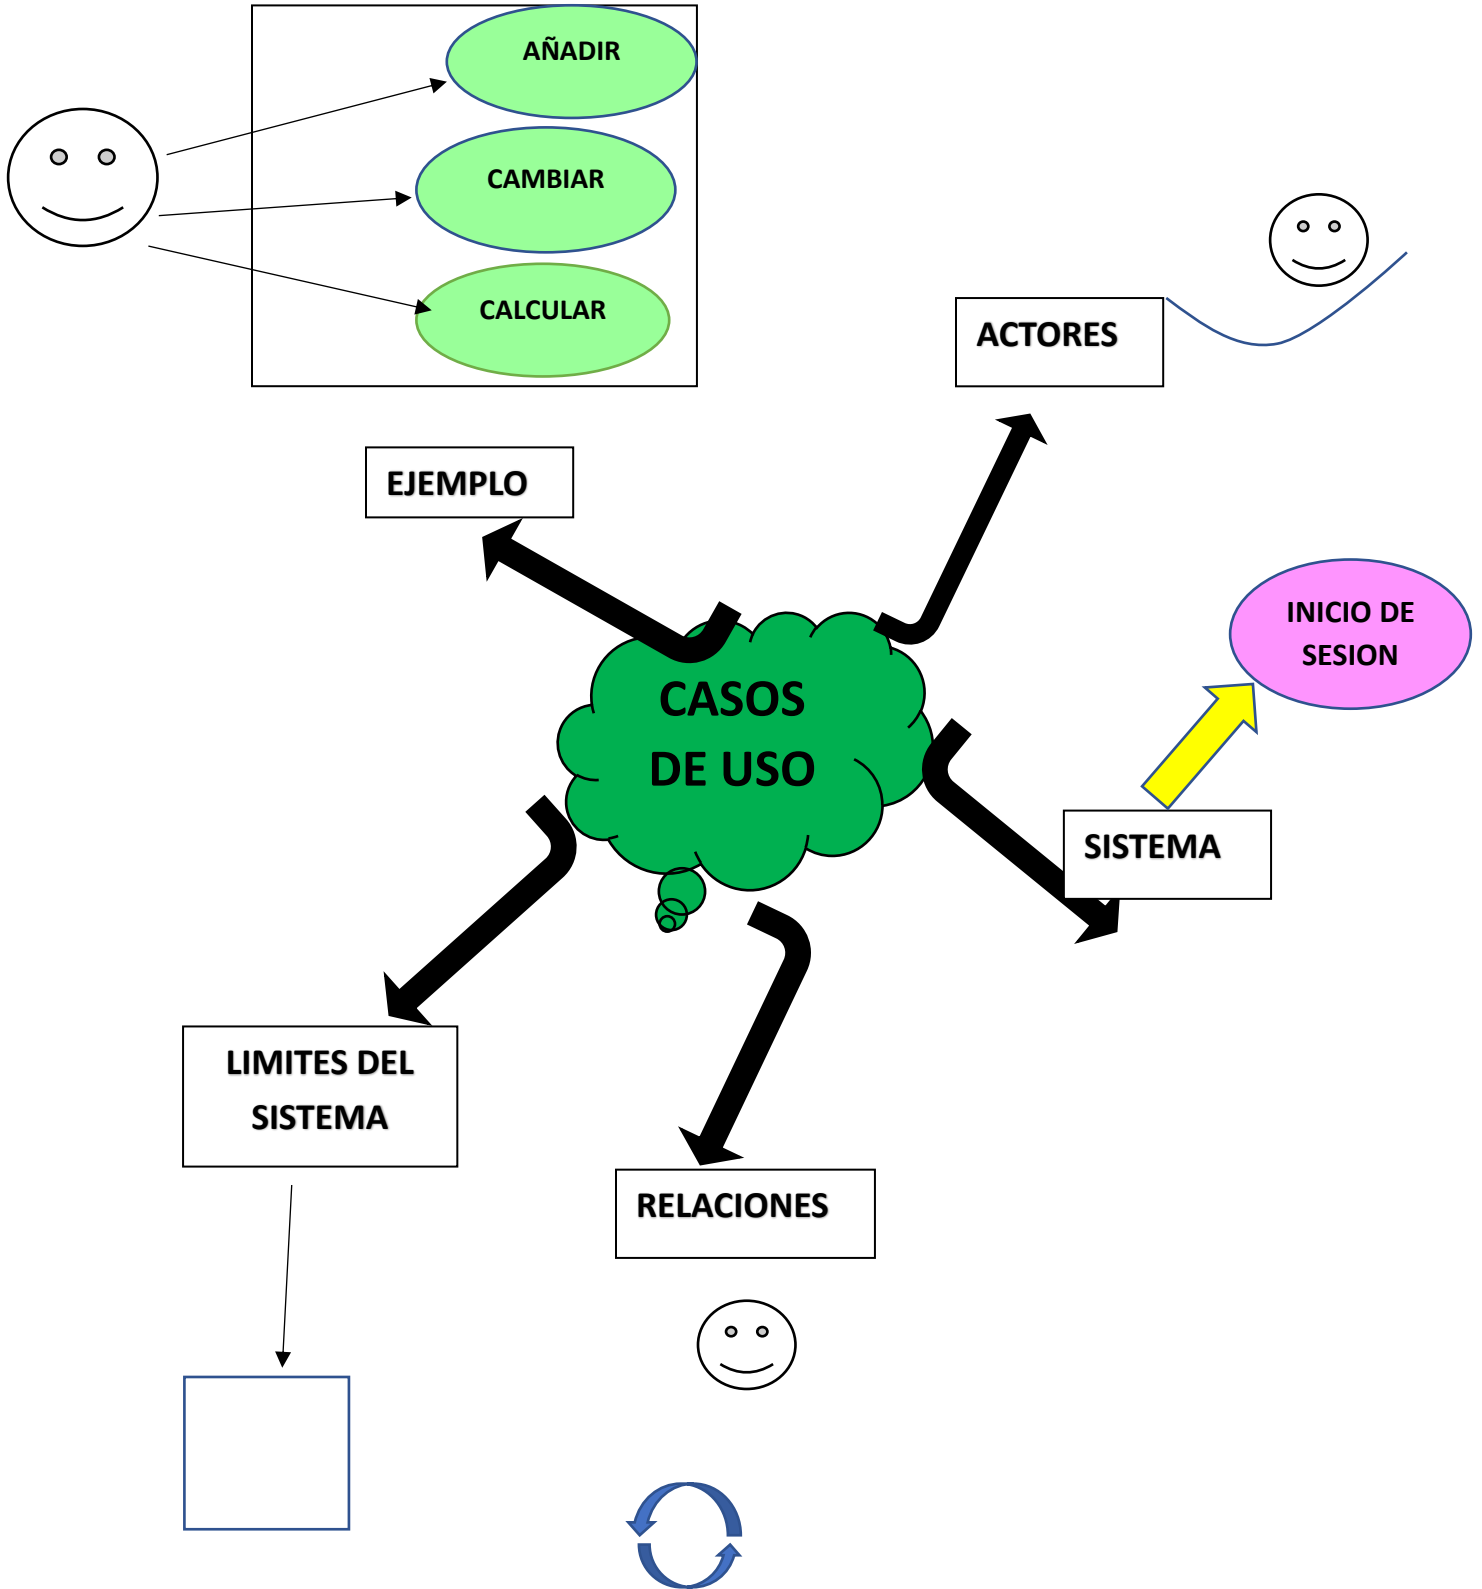 AÑADIR
CAMBIAR
CALCULAR
ACTORES
EJEMPLO
INICIO DE
SESION
CASOS
DE USO
SISTEMA
LIMITES DEL
SISTEMA
RELACIONES